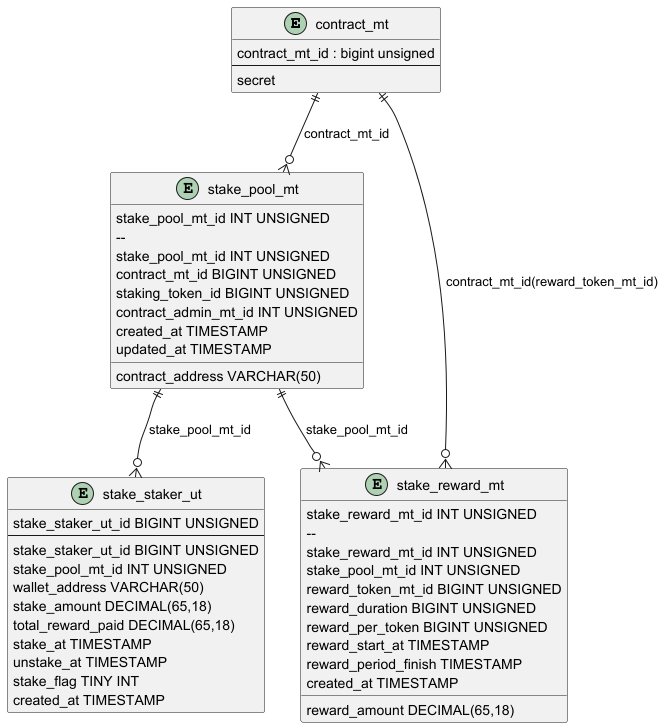 E contract_mt
contract_mt_id : bigint unsigned
secret
contract_mt_id
E stake_pool_mt
stake_pool_mt_id INT UNSIGNED
--
stake_pool_mt_id INT UNSIGNED
contract_mt_id BIGINT UNSIGNED
staking_token_id BIGINT UNSIGNED
contract_admin_mt_id INT UNSIGNED
created_at TIMESTAMP
updated_at TIMESTAMP
contract_address VARCHAR(50)
contract_mt_id(reward_token_mt_id)
stake_pool_mt_id
stake_pool_mt_id
E stake_staker_ut
stake_staker_ut_id BIGINT UNSIGNED
stake_staker_ut_id BIGINT UNSIGNED
stake_pool_mt_id INT UNSIGNED
wallet_address VARCHAR(50)
stake_amount DECIMAL(65,18)
total_reward_paid DECIMAL(65,18)
stake_at TIMESTAMP
unstake_at TIMESTAMP
stake_flag TINY INT
created_at TIMESTAMP
E stake_reward_mt
stake_reward_mt_id INT UNSIGNED
--
stake_reward_mt_id INT UNSIGNED
stake_pool_mt_id INT UNSIGNED
reward_token_mt_id BIGINT UNSIGNED
reward_duration BIGINT UNSIGNED
reward_per_token BIGINT UNSIGNED
reward_start_at TIMESTAMP
reward_period_finish TIMESTAMP
created_at TIMESTAMP
reward_amount DECIMAL(65,18)